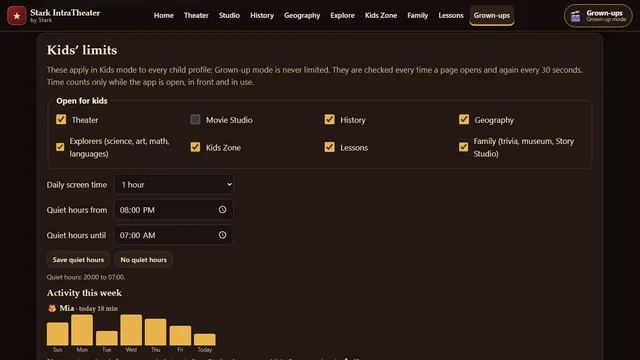 Stark IntraTheater
by Stark
Home Theater Studio History Geography Explore Kids Zone Family Lessons Grown-ups
Grown-ups
Grown-up mode
Kids’ limits
These apply in Kids mode to every child profile; Grown-up mode is never limited. They are checked every time a page opens and again every 30 seconds.
Time counts only while the app is open, in front and in use.
Open for kids
Theater
Movie Studio
History
Geography
Explorers (science, art, math,
languages)
Kids Zone
Lessons
Family (trivia, museum, Story
Studio)
Daily screen time 1 hour
Quiet hours from 08:00 PM
Quiet hours until 07:00 AM
Save quiet hours No quiet hours
Quiet hours: 20:00 to 07:00.
Activity this week
Mia · today 18 min
Sun Mon Tue Wed Thu Fri Today